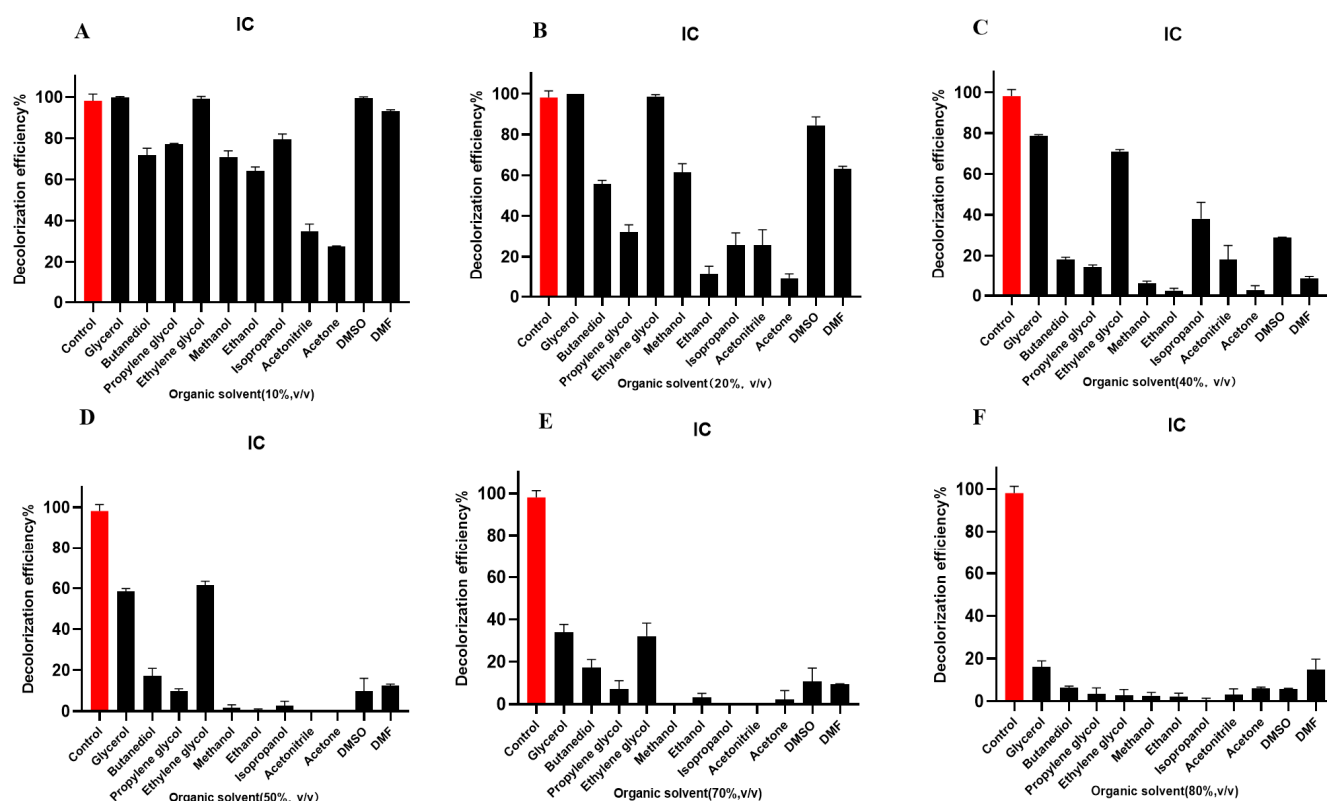 A
IC
Decolorization efficiency%
100
80
60
40
20
0
Control
Glycerol
Butanediol
Propylene glycol
Ethylene glycol
Methanol
Ethanol
Isopropanol
Acetonitrile
Acetone
DMSO
DMF
Organic solvent(10%,v/v)
B
IC
Decolorization efficiency%
100
80
60
40
20
0
Control
Glycerol
Butanediol
Propylene glycol
Ethylene glycol
Methanol
Ethanol
Isopropanol
Acetonitrile
Acetone
DMSO
DMF
Organic solvent（20%，v/v）
C
IC
Decolorization efficiency%
100
80
60
40
20
0
Control
Glycerol
Butanediol
Propylene glycol
Ethylene glycol
Methanol
Ethanol
Isopropanol
Acetonitrile
Acetone
DMSO
DMF
Organic solvent（40%，v/v）
D
IC
Decolorization efficiency%
100
80
60
40
20
0
Control
Glycerol
Butanediol
Propylene glycol
Ethylene glycol
Methanol
Ethanol
Isopropanol
Acetonitrile
Acetone
DMSO
DMF
Organic solvent（50%，v/v）
E
IC
Decolorization efficiency%
100
80
60
40
20
0
Control
Glycerol
Butanediol
Propylene glycol
Ethylene glycol
Methanol
Ethanol
Isopropanol
Acetonitrile
Acetone
DMSO
DMF
Organic solvent(70%,v/v)
F
IC
Decolorization efficiency%
100
80
60
40
20
0
Control
Glycerol
Butanediol
Propylene glycol
Ethylene glycol
Methanol
Ethanol
Isopropanol
Acetonitrile
Acetone
DMSO
DMF
Organic solvent(80%,v/v)